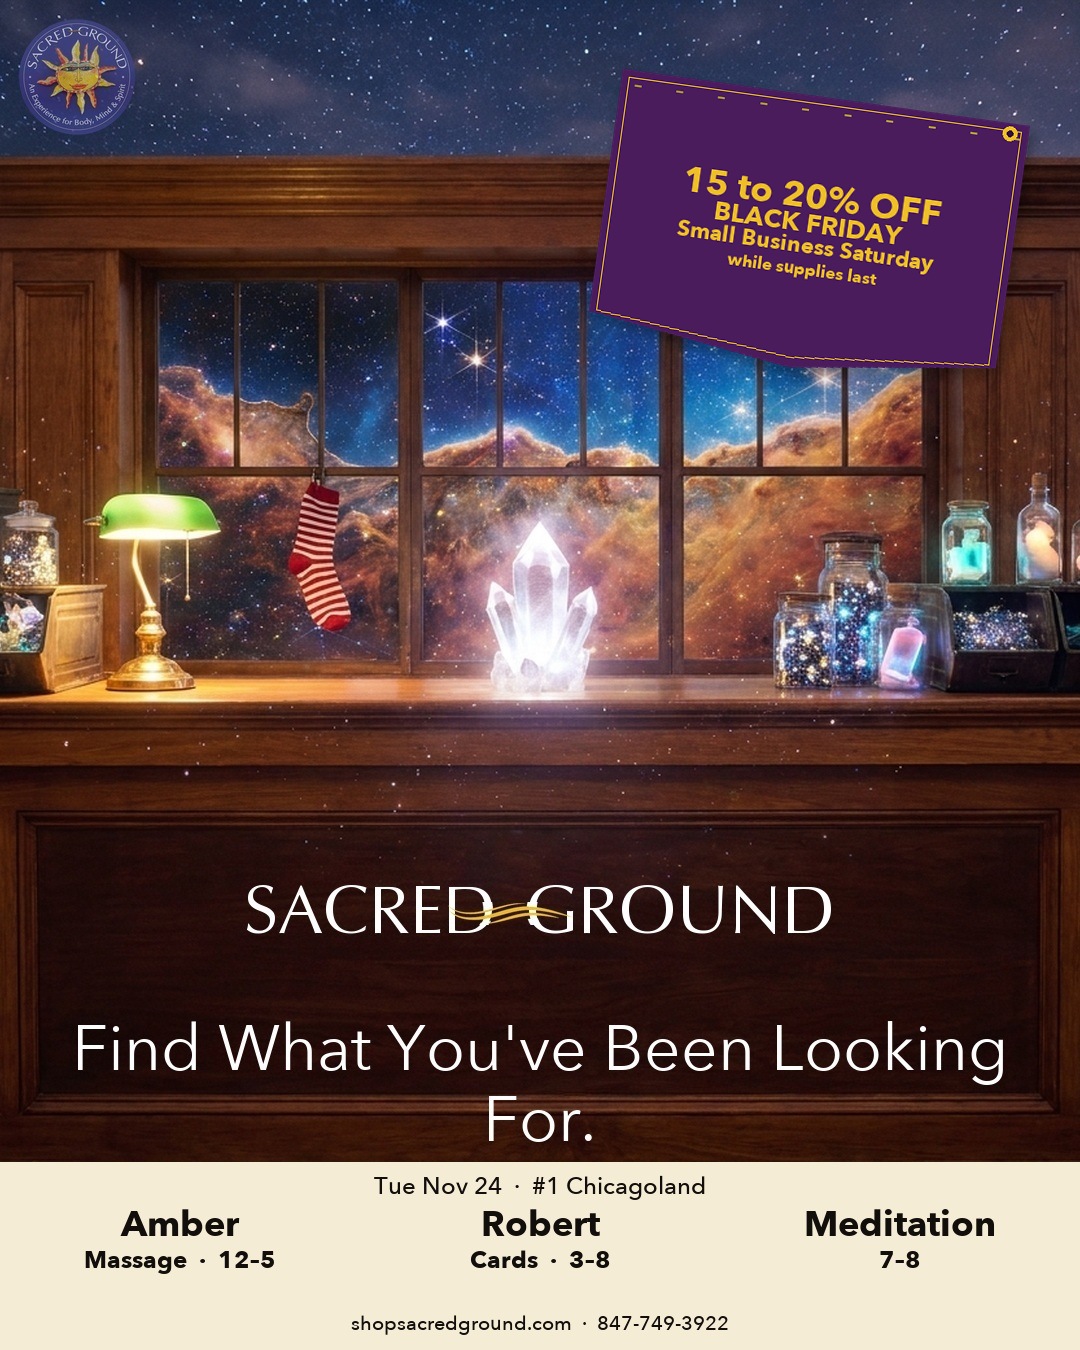 SACRED GROUND
An Experience for Body, Mind & Spirit
15 to 20% OFF
BLACK FRIDAY
Small Business Saturday
while supplies last
SACRED GROUND
Find What You've Been Looking
For.
Tue Nov 24 · #1 Chicagoland
Amber
Massage · 12–5
Robert
Cards · 3–8
Meditation
7–8
shopsacredground.com · 847-749-3922